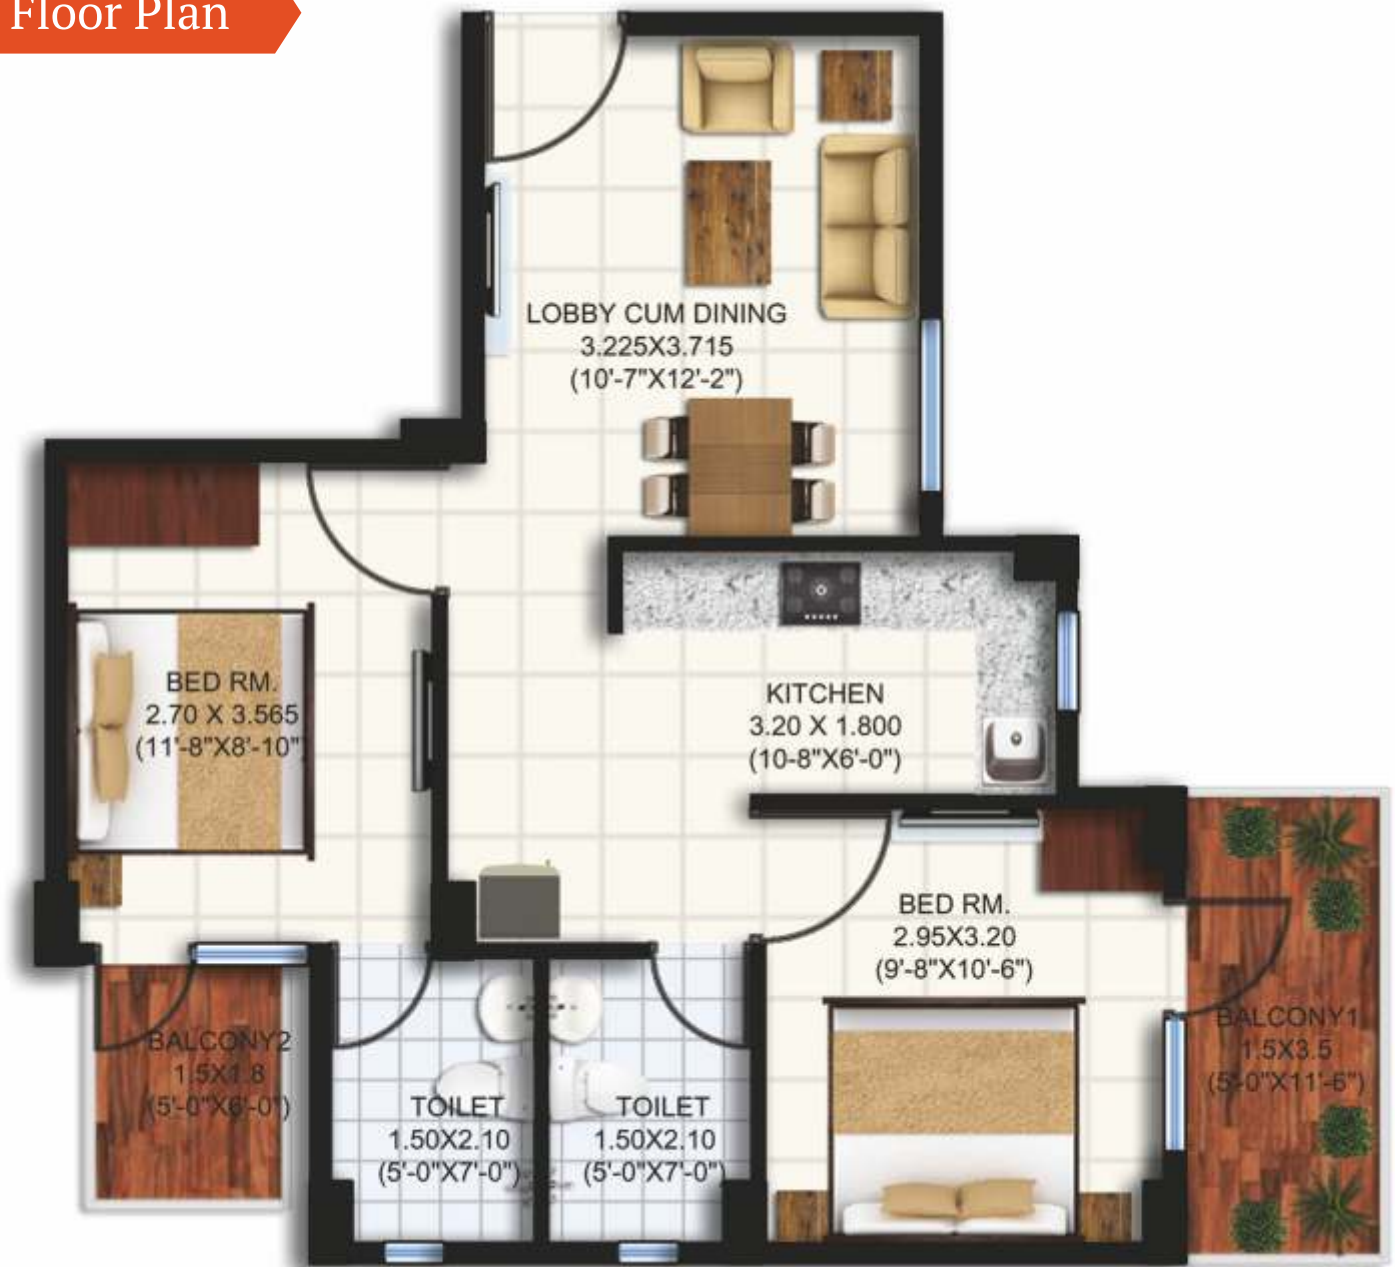 Floor Plan
LOBBY CUM DINING
3.225X3.715
(10'-7"X12'-2")
BED RM.
2.70 X 3.565
(11'-8"X8'-10"
KITCHEN
3.20 X 1.800
(10-8"X6'-0")
BED RM.
2.95X3.20
(9'-8"X10'-6")
BALCONY2
1.5X1.8
(5'-0"X6'-0")
TOILET
1.50X2.10
(5'-0"X7'-0")
TOILET
1.50X2.10
(5'-0"X7'-0")
BALCONY1
1.5X3.5
(5'-0"X11'-6")